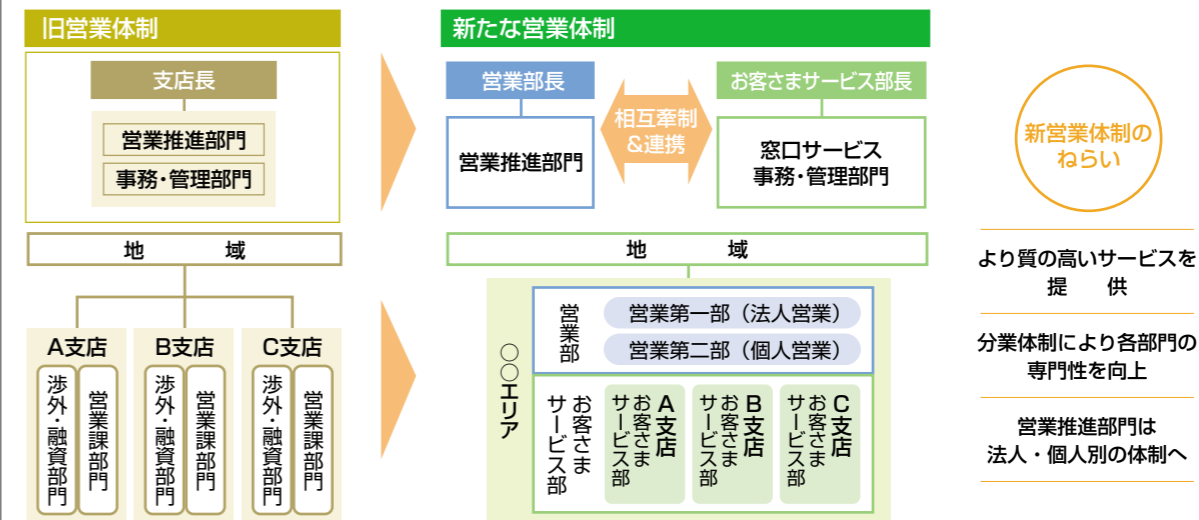 旧営業体制
支店長
営業推進部門
事務・管理部門
地　域
A支店
渉外・融資部門
営業課部門
B支店
渉外・融資部門
営業課部門
C支店
渉外・融資部門
営業課部門
新たな営業体制
営業部長
営業推進部門
相互牽制
&連携
お客さまサービス部長
窓口サービス
事務・管理部門
地　域
○○エリア
営業部
営業第一部（法人営業）
営業第二部（個人営業）
お客さま
サービス部
A支店
お客さま
サービス部
B支店
お客さま
サービス部
C支店
お客さま
サービス部
新営業体制の
ねらい
より質の高いサービスを
提　供
分業体制により各部門の
専門性を向上
営業推進部門は
法人・個人別の体制へ